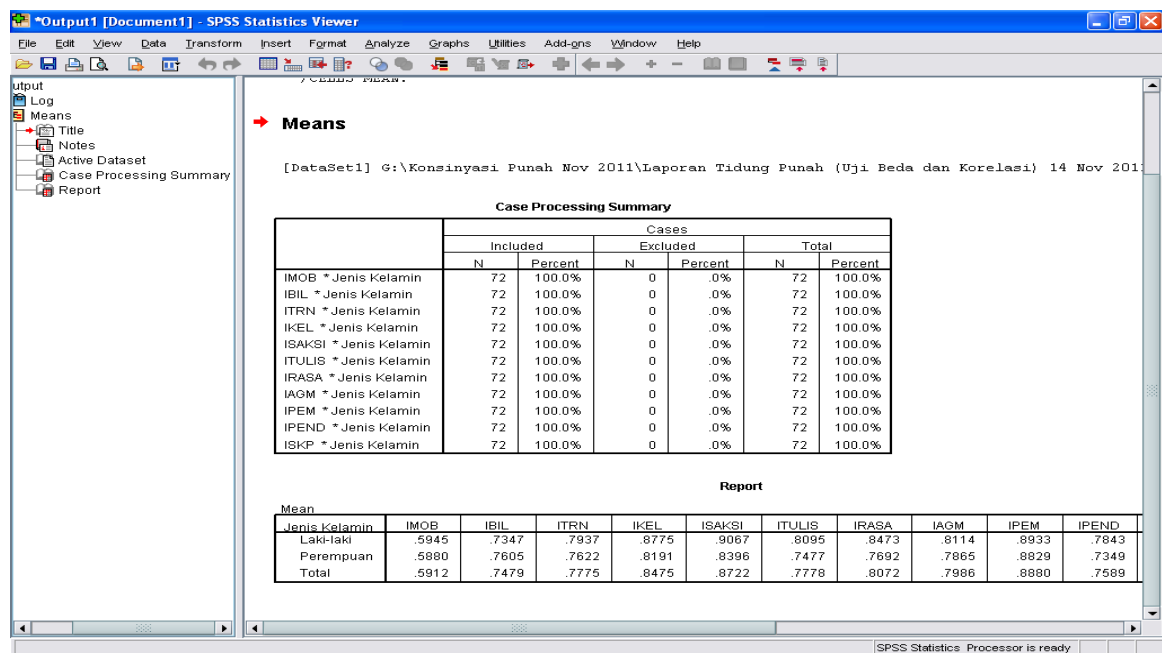 *Output1 [Document1] - SPSS Statistics Viewer
File Edit View Data Transform Insert Format Analyze Graphs Utilities Add-ons Window Help
utput
Log
Means
Title
Notes
Active Dataset
Case Processing Summary
Report
/CELLS MEAN.
Means
[DataSet1] G:\Konsinyasi Punah Nov 2011\Laporan Tidung Punah (Uji Beda dan Korelasi) 14 Nov 201
Case Processing Summary
Cases
Included Excluded Total
N Percent N Percent N Percent
IMOB * Jenis Kelamin 72 100.0% 0 .0% 72 100.0%
IBIL * Jenis Kelamin 72 100.0% 0 .0% 72 100.0%
ITRN * Jenis Kelamin 72 100.0% 0 .0% 72 100.0%
IKEL * Jenis Kelamin 72 100.0% 0 .0% 72 100.0%
ISAKSI * Jenis Kelamin 72 100.0% 0 .0% 72 100.0%
ITULIS * Jenis Kelamin 72 100.0% 0 .0% 72 100.0%
IRASA * Jenis Kelamin 72 100.0% 0 .0% 72 100.0%
IAGM * Jenis Kelamin 72 100.0% 0 .0% 72 100.0%
IPEM * Jenis Kelamin 72 100.0% 0 .0% 72 100.0%
IPEND * Jenis Kelamin 72 100.0% 0 .0% 72 100.0%
ISKP * Jenis Kelamin 72 100.0% 0 .0% 72 100.0%
Report
Mean
Jenis Kelamin IMOB IBIL ITRN IKEL ISAKSI ITULIS IRASA IAGM IPEM IPEND
Laki-laki .5945 .7347 .7937 .8775 .9067 .8095 .8473 .8114 .8933 .7843
Perempuan .5880 .7605 .7622 .8191 .8396 .7477 .7692 .7865 .8829 .7349
Total .5912 .7479 .7775 .8475 .8722 .7778 .8072 .7986 .8880 .7589
SPSS Statistics Processor is ready